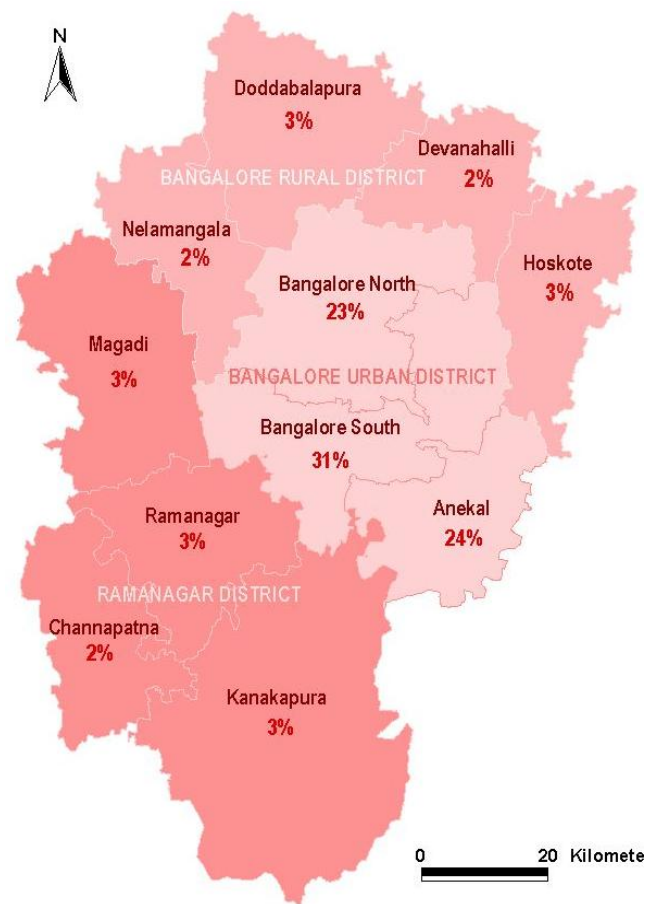 N
Doddabalapura
3%
Devanahalli
2%
BANGALORE RURAL DISTRICT
Nelamangala
2%
Hoskote
3%
Bangalore North
23%
Magadi
3%
BANGALORE URBAN DISTRICT
Bangalore South
31%
Anekal
24%
Ramanagar
3%
RAMANAGAR DISTRICT
Channapatna
2%
Kanakapura
3%
0 20 Kilomete